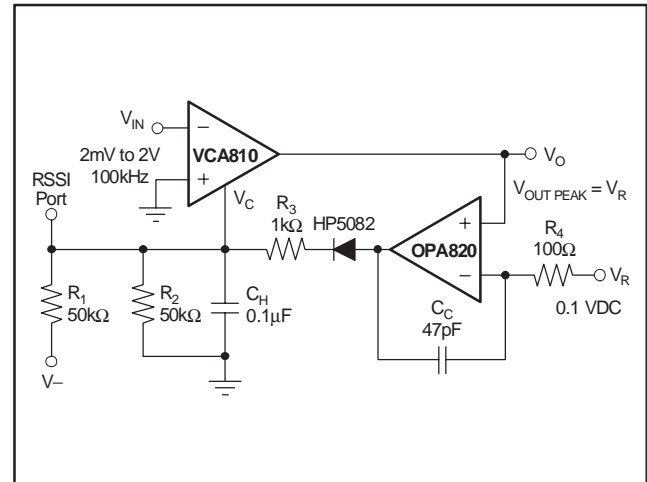 V_IN
VCA810
–
+
2mV to 2V
100kHz
V_O
V_OUT PEAK = V_R
RSSI
Port
V_C
R_3
1kΩ
HP5082
+
OPA820
–
R_4
100Ω
V_R
0.1 VDC
R_1
50kΩ
R_2
50kΩ
C_H
0.1μF
C_C
47pF
V–